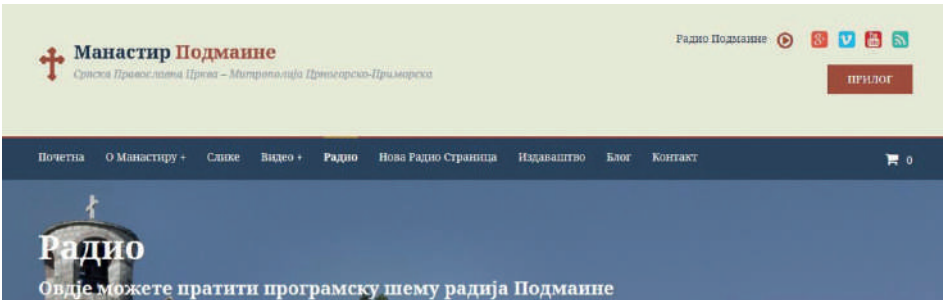 Манастир Подмаине
Српска Православна Црква – Митрополија Црногорско-Приморска
Радио Подмаине
ПРИЛОГ
Почетна О Манастиру + Слике Видео + Радио Нова Радио Страница Издаваштво Блог Контакт 0
Радио
Овдје можете пратити програмску шему радија Подмаине